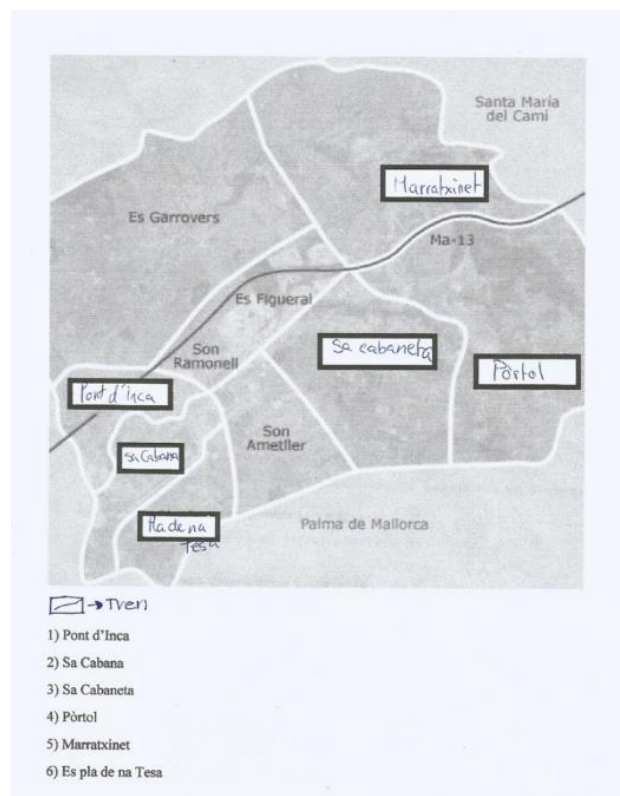 Santa María
del Camí
Marratxinet
Es Garrovers
Ma-13
Es Figueral
Sa cabaneta
Son
Ramonell
Pòrtol
Pont d'inca
sa Cabana
Son
Ametller
Pla de na
Tesa
Palma de Mallorca
→ Tren
1) Pont d'Inca
2) Sa Cabana
3) Sa Cabaneta
4) Pòrtol
5) Marratxinet
6) Es pla de na Tesa